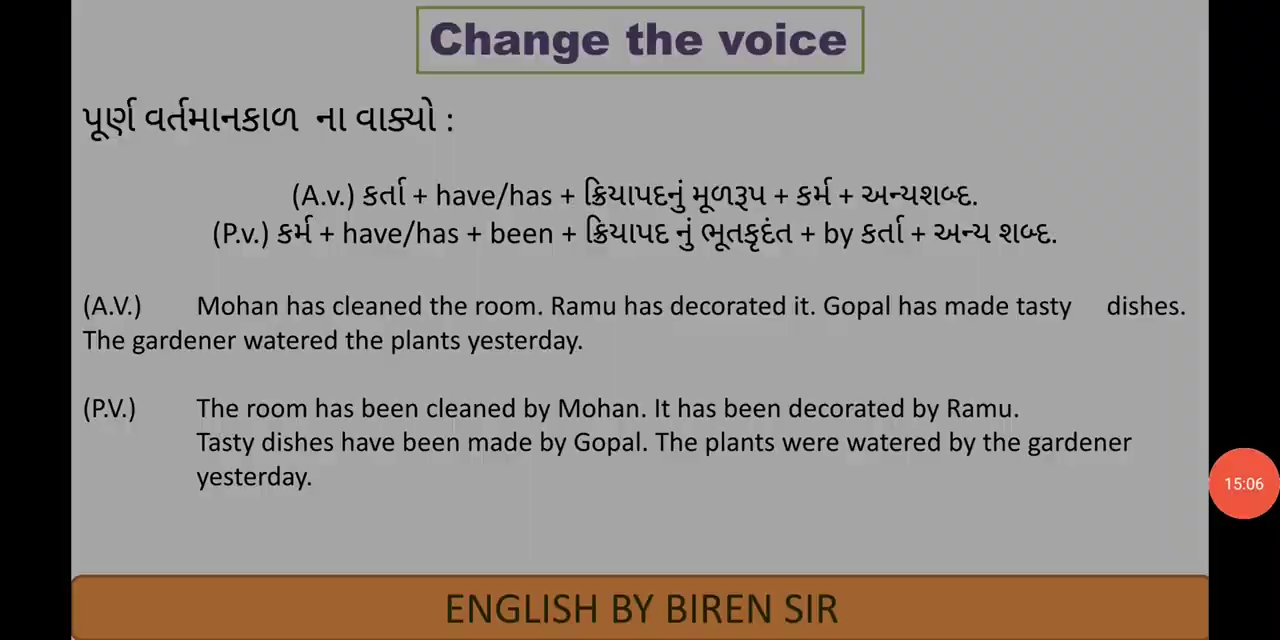 Change the voice
પૂર્ણ વર્તમાનકાળ ના વાક્યો :
(A.v.) કર્તા + have/has + ક્રિયાપદનું મૂળરૂપ + કર્મ + અન્યશબ્દ.
(P.v.) કર્મ + have/has + been + ક્રિયાપદ નું ભૂતકૃદંત + by કર્તા + અન્ય શબ્દ.
(A.V.) Mohan has cleaned the room. Ramu has decorated it. Gopal has made tasty dishes.
The gardener watered the plants yesterday.
(P.V.) The room has been cleaned by Mohan. It has been decorated by Ramu.
Tasty dishes have been made by Gopal. The plants were watered by the gardener
yesterday.
15:06
ENGLISH BY BIREN SIR